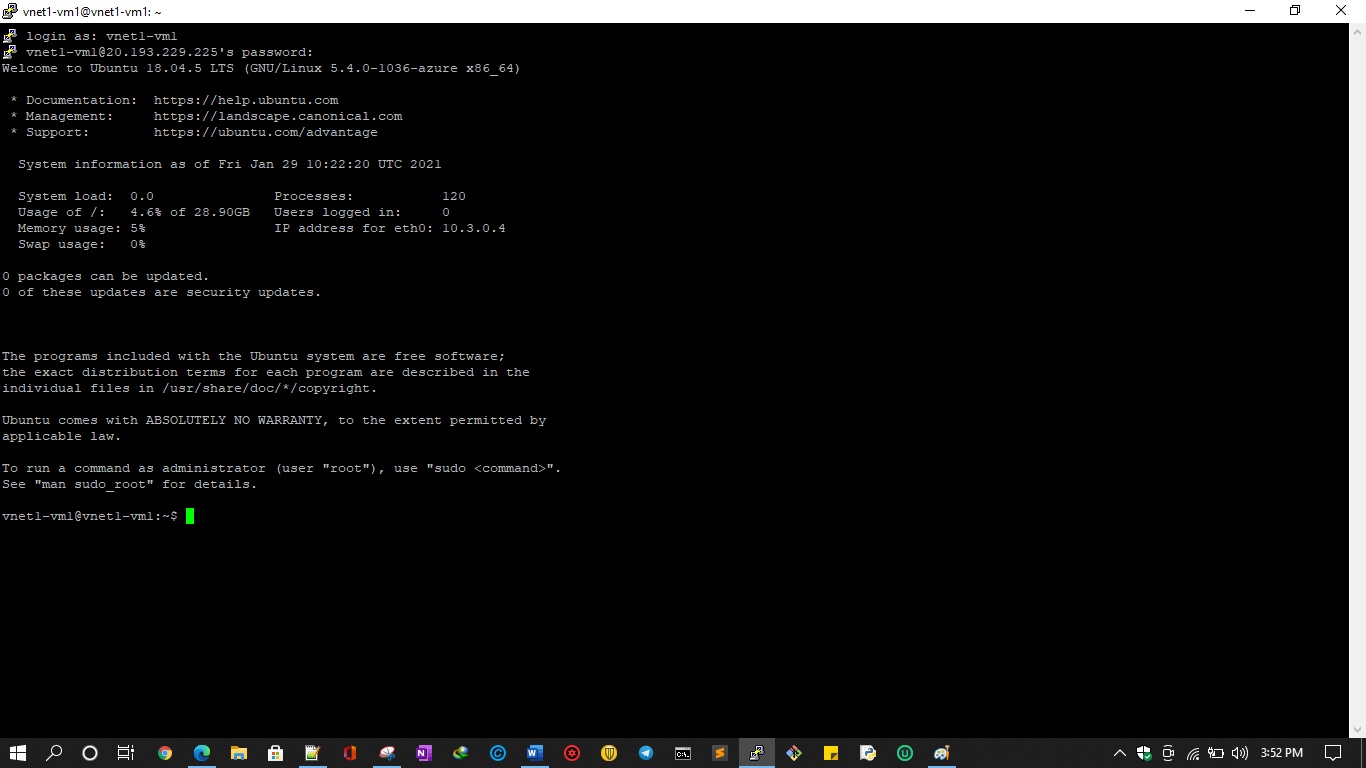 vnet1-vm1@vnet1-vm1: ~
login as: vnet1-vm1
vnet1-vm1@20.193.229.225's password:
Welcome to Ubuntu 18.04.5 LTS (GNU/Linux 5.4.0-1036-azure x86_64)
* Documentation:  https://help.ubuntu.com
* Management:     https://landscape.canonical.com
* Support:        https://ubuntu.com/advantage
System information as of Fri Jan 29 10:22:20 UTC 2021
System load:  0.0               Processes:           120
Usage of /:   4.6% of 28.90GB   Users logged in:     0
Memory usage: 5%                IP address for eth0: 10.3.0.4
Swap usage:   0%
0 packages can be updated.
0 of these updates are security updates.
The programs included with the Ubuntu system are free software;
the exact distribution terms for each program are described in the
individual files in /usr/share/doc/*/copyright.
Ubuntu comes with ABSOLUTELY NO WARRANTY, to the extent permitted by
applicable law.
To run a command as administrator (user "root"), use "sudo <command>".
See "man sudo_root" for details.
vnet1-vm1@vnet1-vm1:~$
3:52 PM